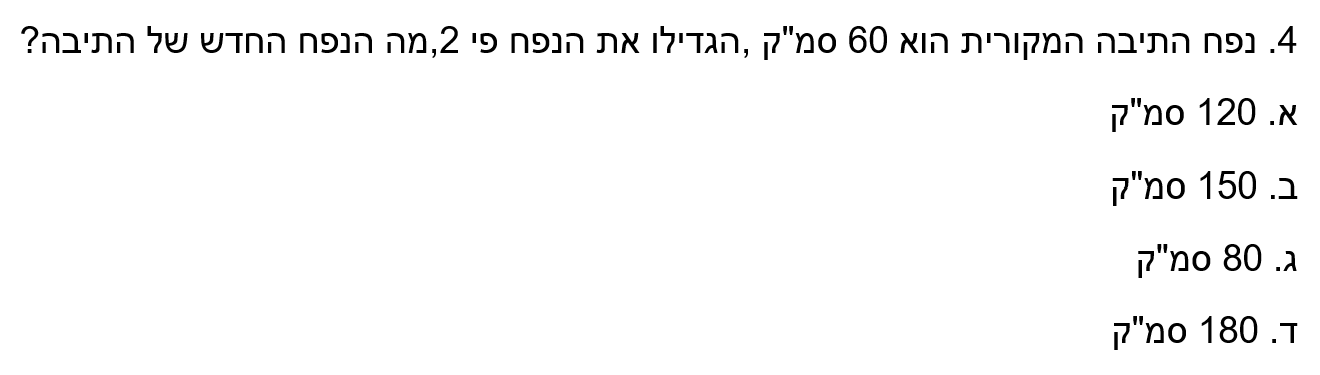 4. נפח התיבה המקורית הוא 60 סמ"ק ,הגדילו את הנפח פי 2,מה הנפח החדש של התיבה?
א. 120 סמ"ק
ב. 150 סמ"ק
ג. 80 סמ"ק
ד. 180 סמ"ק